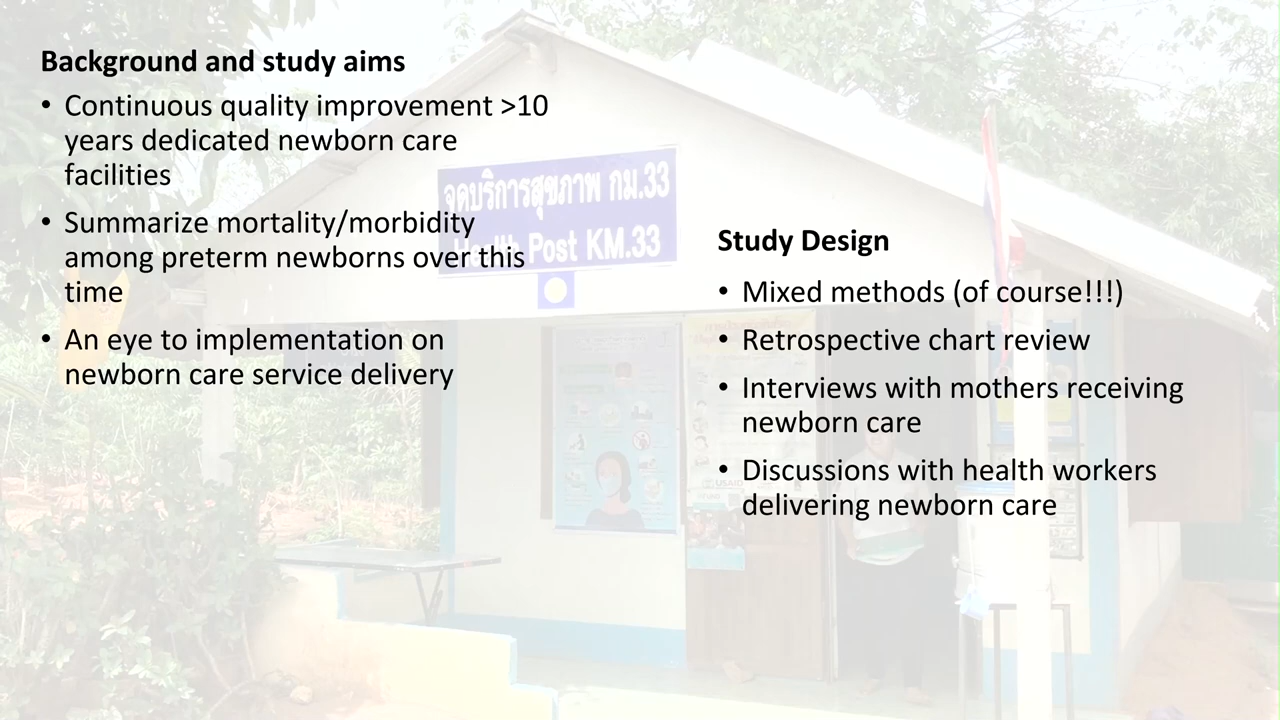 Background and study aims
• Continuous quality improvement >10
years dedicated newborn care
facilities
• Summarize mortality/morbidity
among preterm newborns over this
time
• An eye to implementation on
newborn care service delivery
จุดบริการสุขภาพ กม.33
Health Post KM.33
Study Design
• Mixed methods (of course!!!)
• Retrospective chart review
• Interviews with mothers receiving
newborn care
• Discussions with health workers
delivering newborn care
USAID